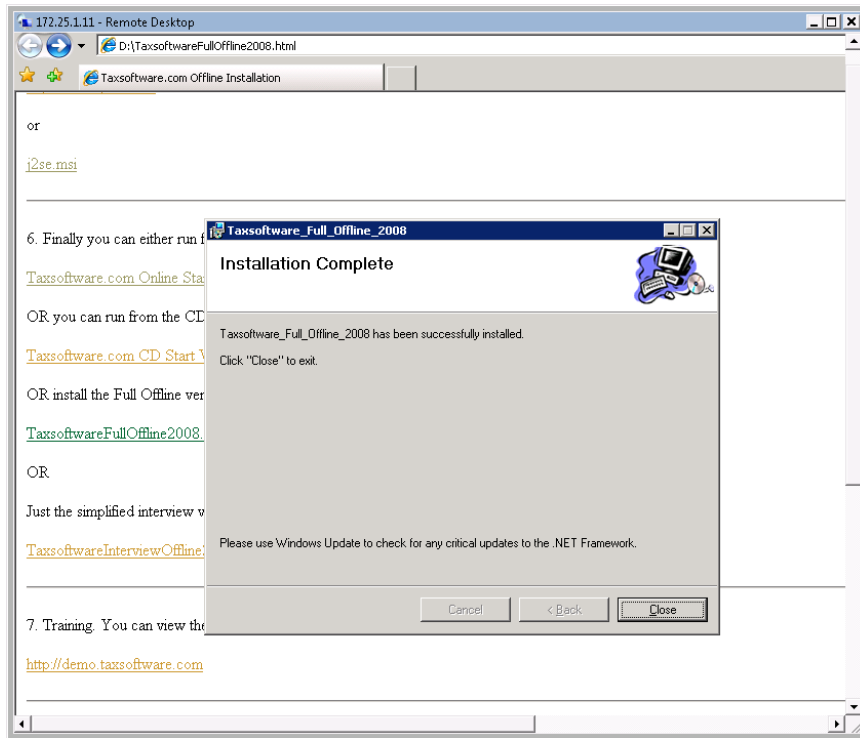 172.25.1.11 - Remote Desktop
D:\TaxsoftwareFullOffline2008.html
Taxsoftware.com Offline Installation
or
j2se.msi
6. Finally you can either run f
Taxsoftware.com Online Sta
OR you can run from the CD
Taxsoftware.com CD Start V
OR install the Full Offline ver
TaxsoftwareFullOffline2008.
OR
Just the simplified interview v
TaxsoftwareInterviewOffline
7. Training. You can view the
http://demo.taxsoftware.com
Taxsoftware_Full_Offline_2008
Installation Complete
Taxsoftware_Full_Offline_2008 has been successfully installed.
Click "Close" to exit.
Please use Windows Update to check for any critical updates to the .NET Framework.
Cancel
< Back
Close